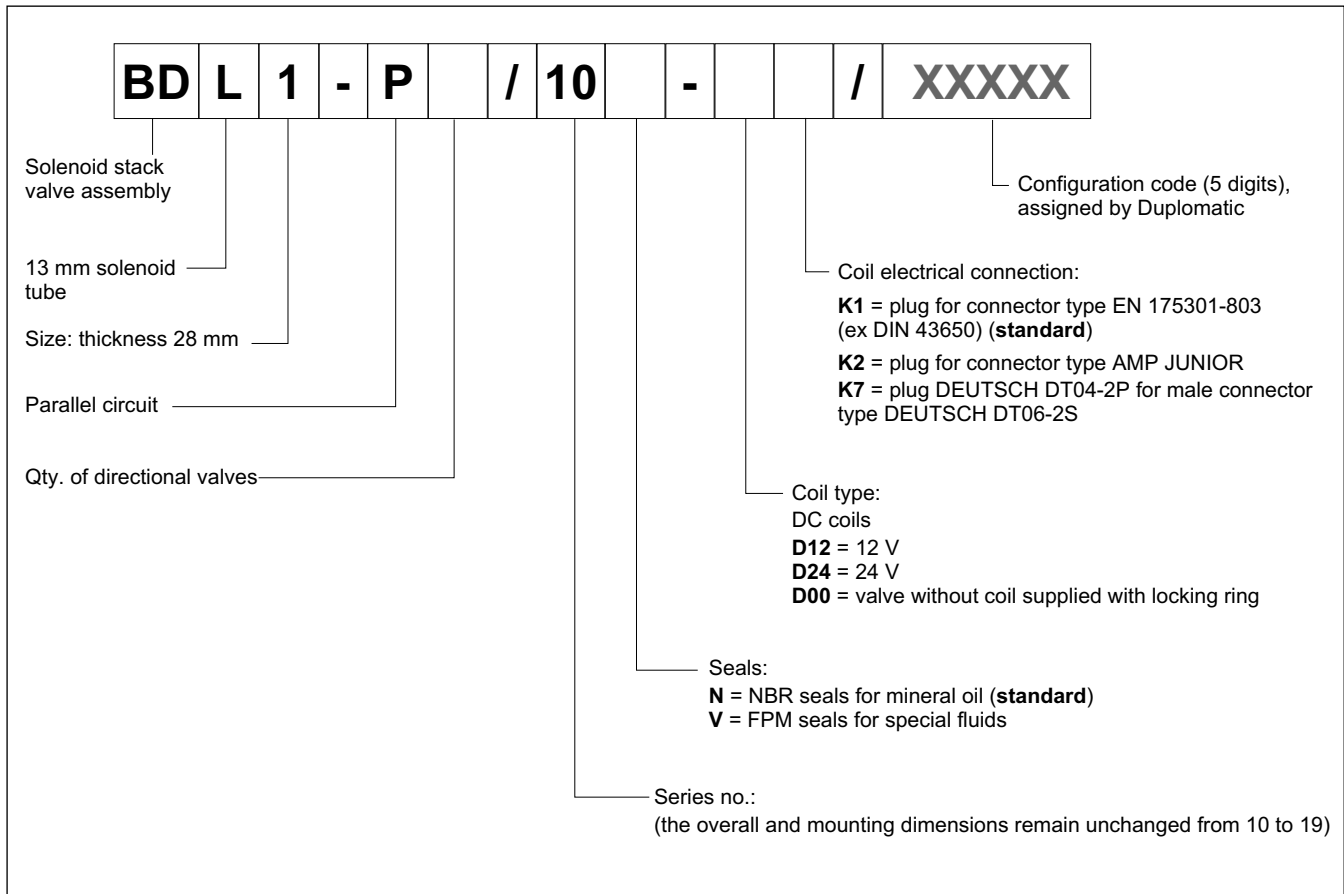 BD L 1 - P / 10 - / XXXXX
Solenoid stack
valve assembly
13 mm solenoid
tube
Size: thickness 28 mm
Parallel circuit
Qty. of directional valves
Configuration code (5 digits),
assigned by Duplomatic
Coil electrical connection:
K1 = plug for connector type EN 175301-803
(ex DIN 43650) (standard)
K2 = plug for connector type AMP JUNIOR
K7 = plug DEUTSCH DT04-2P for male connector
type DEUTSCH DT06-2S
Coil type:
DC coils
D12 = 12 V
D24 = 24 V
D00 = valve without coil supplied with locking ring
Seals:
N = NBR seals for mineral oil (standard)
V = FPM seals for special fluids
Series no.:
(the overall and mounting dimensions remain unchanged from 10 to 19)